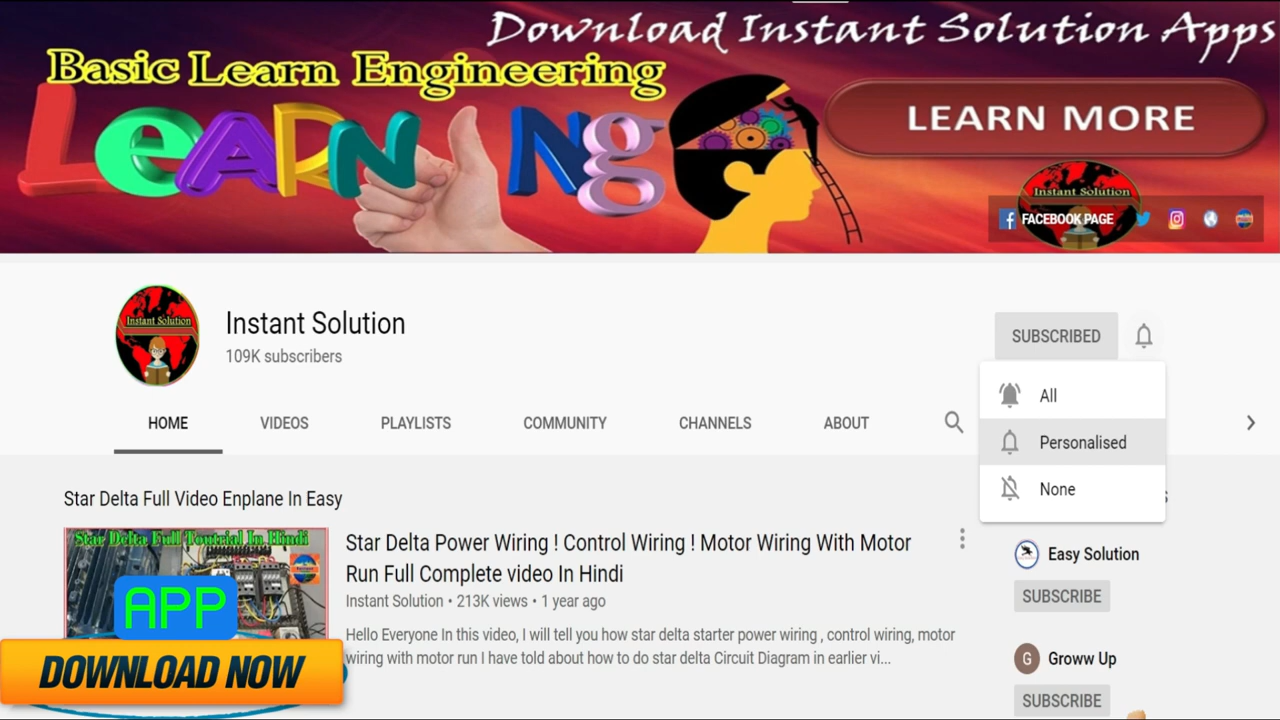 Download Instant Solution Apps
Basic Learn Engineering
LeARN Ng
LEARN MORE
Instant Solution
FACEBOOK PAGE
Instant Solution
Instant Solution
109K subscribers
SUBSCRIBED
All
Personalised
None
HOME VIDEOS PLAYLISTS COMMUNITY CHANNELS ABOUT
Star Delta Full Video Enplane In Easy
Star Delta Full Toutrial In Hindi
Star Delta Power Wiring ! Control Wiring ! Motor Wiring With Motor
Run Full Complete video In Hindi
Instant Solution • 213K views • 1 year ago
Hello Everyone In this video, I will tell you how star delta starter power wiring , control wiring, motor
wiring with motor run I have told about how to do star delta Circuit Diagram in earlier vi...
APP
DOWNLOAD NOW
Easy Solution
SUBSCRIBE
G Groww Up
SUBSCRIBE